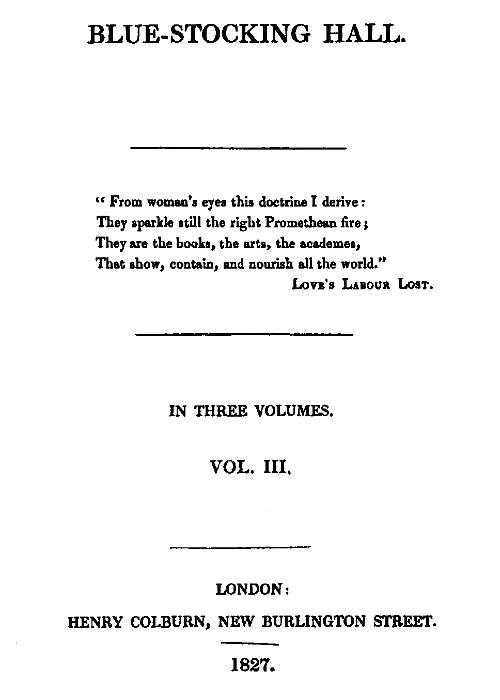 BLUE-STOCKING HALL.
" From woman's eyes this doctrine I derive:
They sparkle still the right Promethean fire;
They are the books, the arts, the academes,
That show, contain, and nourish all the world."
LOVE'S LABOUR LOST.
IN THREE VOLUMES.
VOL. III.
LONDON:
HENRY COLBURN, NEW BURLINGTON STREET.
1827.